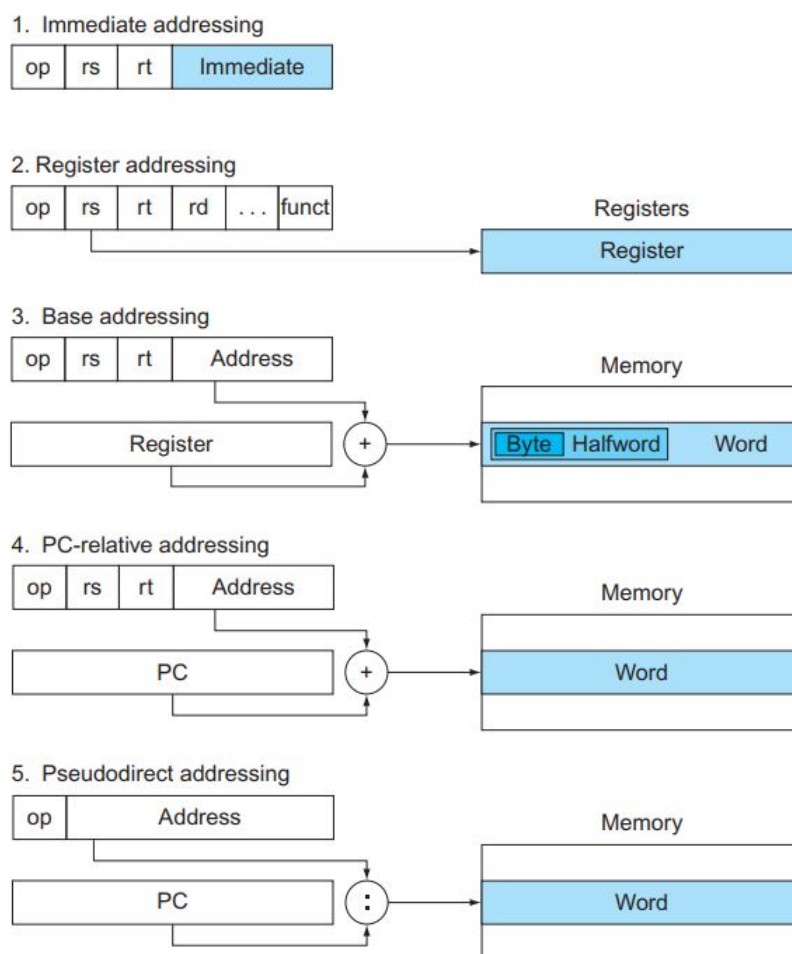 1. Immediate addressing
op rs rt Immediate
2. Register addressing
op rs rt rd . . . funct
Registers
Register
3. Base addressing
op rs rt Address
Memory
Register + Byte Halfword Word
4. PC-relative addressing
op rs rt Address
Memory
PC + Word
5. Pseudodirect addressing
op Address
Memory
PC : Word